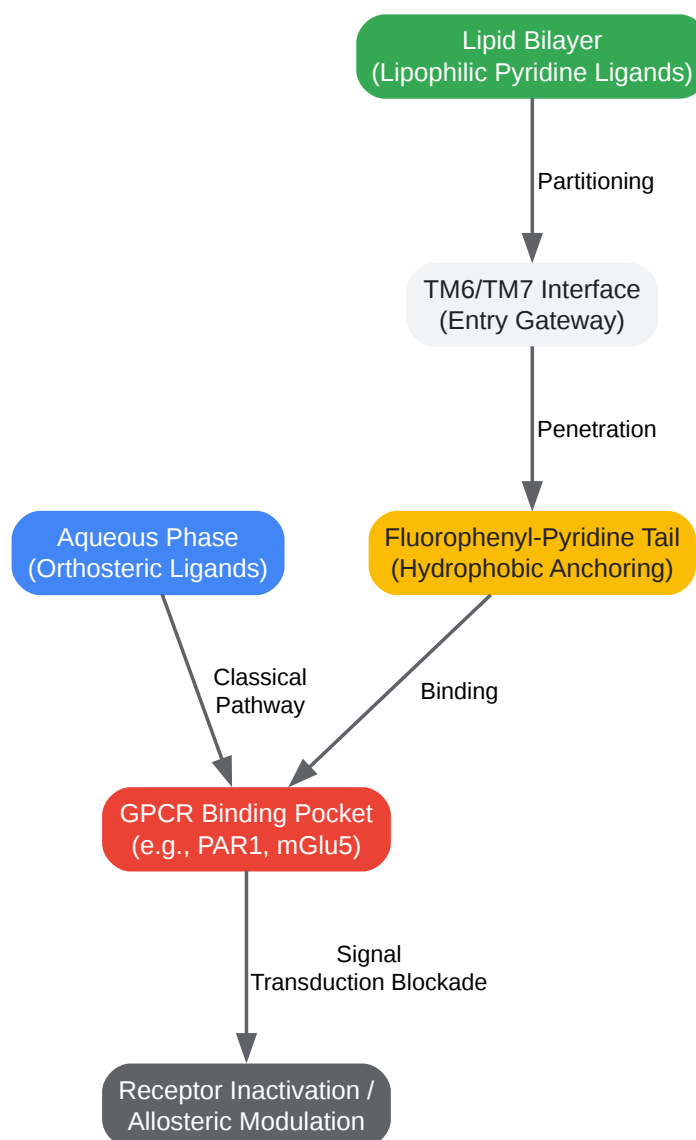 Lipid Bilayer
(Lipophilic Pyridine Ligands)
Partitioning
TM6/TM7 Interface
(Entry Gateway)
Penetration
Aqueous Phase
(Orthosteric Ligands)
Fluorophenyl-Pyridine Tail
(Hydrophobic Anchoring)
Classical
Pathway
Binding
GPCR Binding Pocket
(e.g., PAR1, mGlu5)
Signal
Transduction Blockade
Receptor Inactivation /
Allosteric Modulation